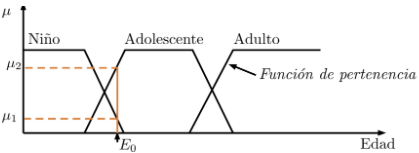 μ
Niño Adolescente Adulto
μ₂
Función de pertenencia
μ₁
E₀ Edad